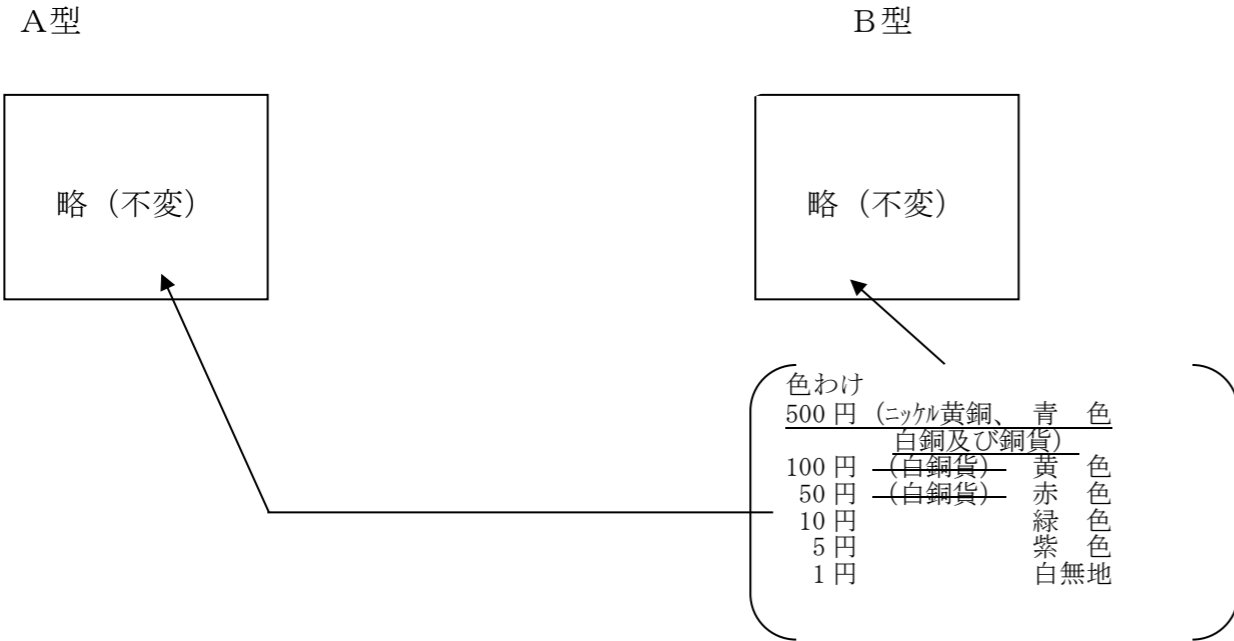 A型
B型
略（不変）
略（不変）
色わけ
500円（ﾆｯｹﾙ黄銅、 青 色
白銅及び銅貨）
100円 （白銅貨） 黄 色
50円 （白銅貨） 赤 色
10円 緑 色
5円 紫 色
1円 白無地